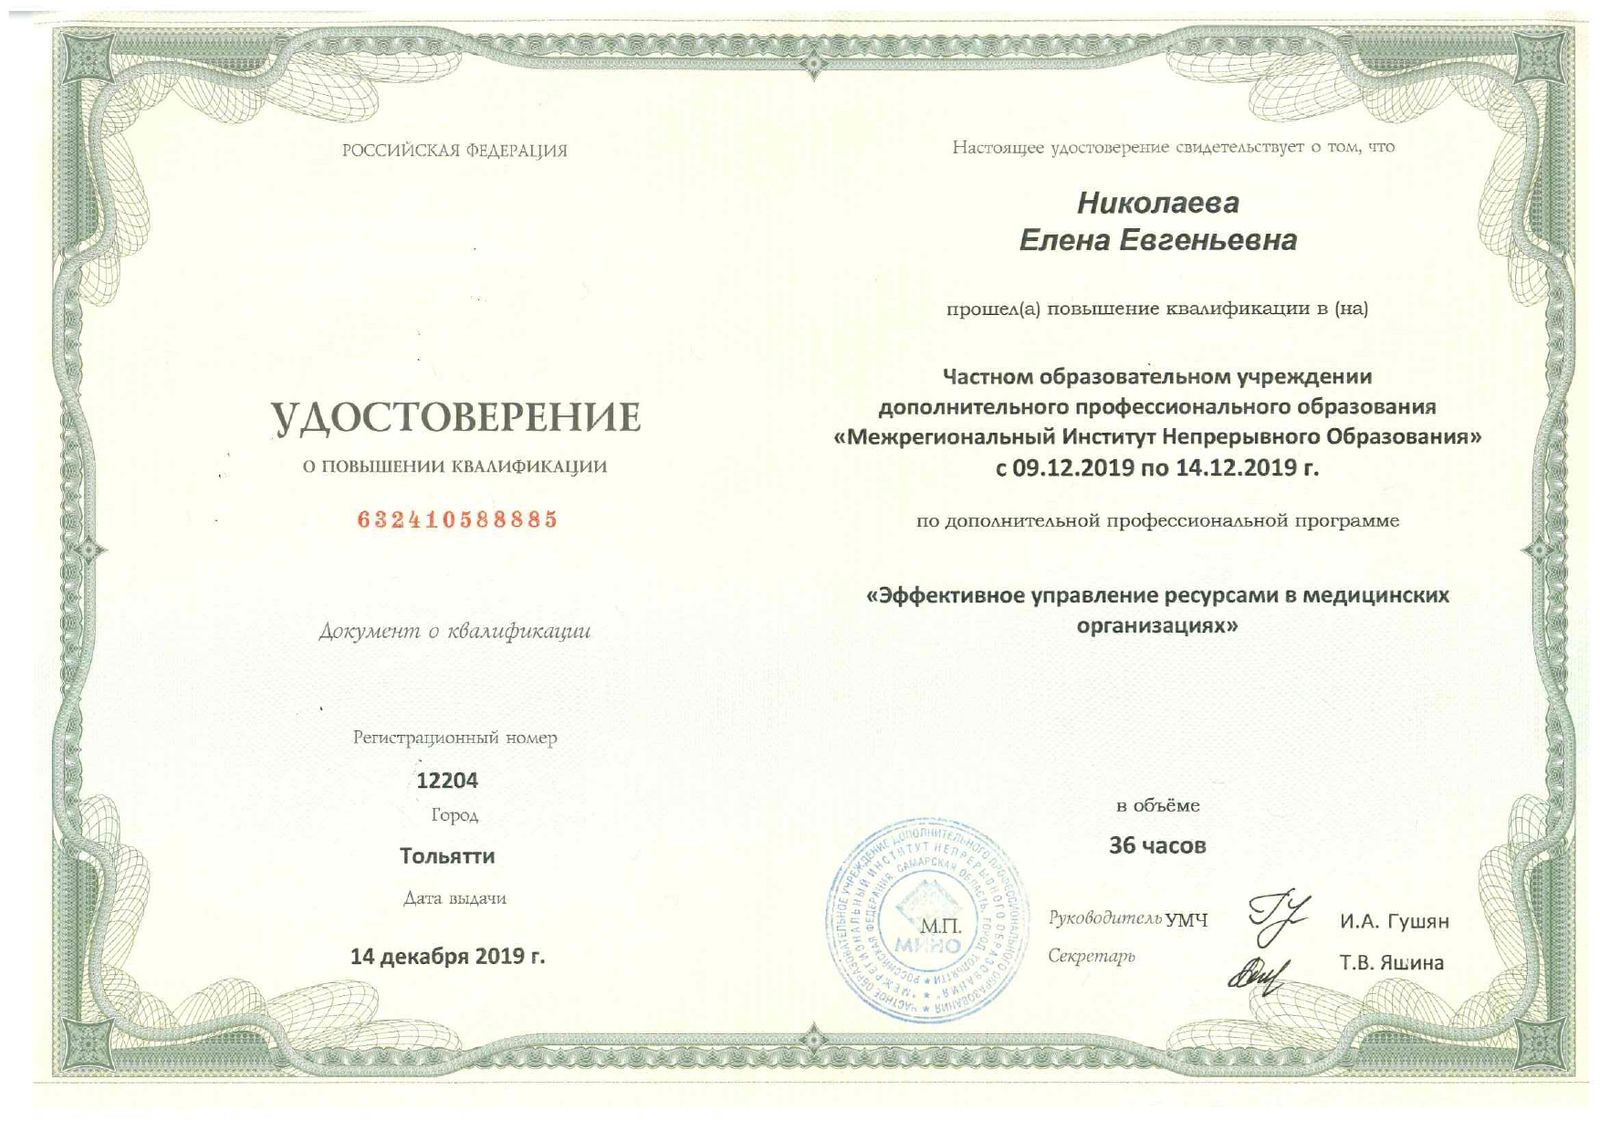 РОССИЙСКАЯ ФЕДЕРАЦИЯ
УДОСТОВЕРЕНИЕ
О ПОВЫШЕНИИ КВАЛИФИКАЦИИ
632410588885
Документ о квалификации
Регистрационный номер
12204
Город
Тольятти
Дата выдачи
14 декабря 2019 г.
Настоящее удостоверение свидетельствует о том, что
Николаева
Елена Евгеньевна
прошел(а) повышение квалификации в (на)
Частном образовательном учреждении
дополнительного профессионального образования
«Межрегиональный Институт Непрерывного Образования»
с 09.12.2019 по 14.12.2019 г.
по дополнительной профессиональной программе
«Эффективное управление ресурсами в медицинских
организациях»
в объёме
36 часов
ЧАСТНОЕ ОБРАЗОВАТЕЛЬНОЕ УЧРЕЖДЕНИЕ ДОПОЛНИТЕЛЬНОГО ПРОФЕССИОНАЛЬНОГО ОБРАЗОВАНИЯ
"МЕЖРЕГИОНАЛЬНЫЙ ИНСТИТУТ НЕПРЕРЫВНОГО ОБРАЗОВАНИЯ"
РОССИЙСКАЯ ФЕДЕРАЦИЯ, САМАРСКАЯ ОБЛАСТЬ, ГОРОД ТОЛЬЯТТИ
М.П.
МИНО
Руководитель УМЧ И.А. Гушян
Секретарь Т.В. Яшина